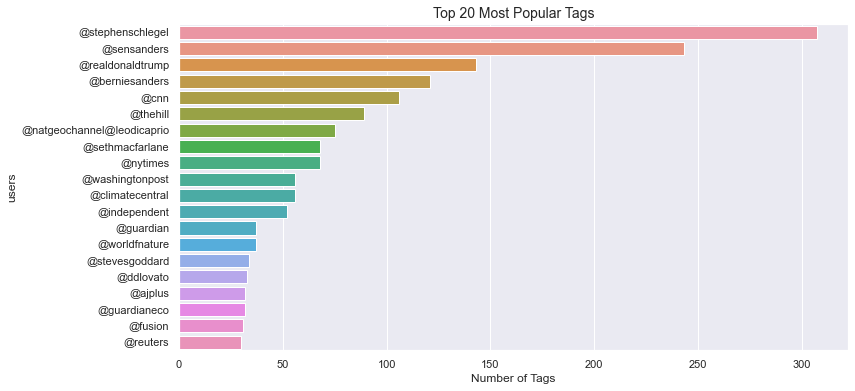 Top 20 Most Popular Tags
users
@stephenschlegel
@sensanders
@realdonaldtrump
@berniesanders
@cnn
@thehill
@natgeochannel@leodicaprio
@sethmacfarlane
@nytimes
@washingtonpost
@climatecentral
@independent
@guardian
@worldfnature
@stevesgoddard
@ddlovato
@ajplus
@guardianeco
@fusion
@reuters
0 50 100 150 200 250 300
Number of Tags